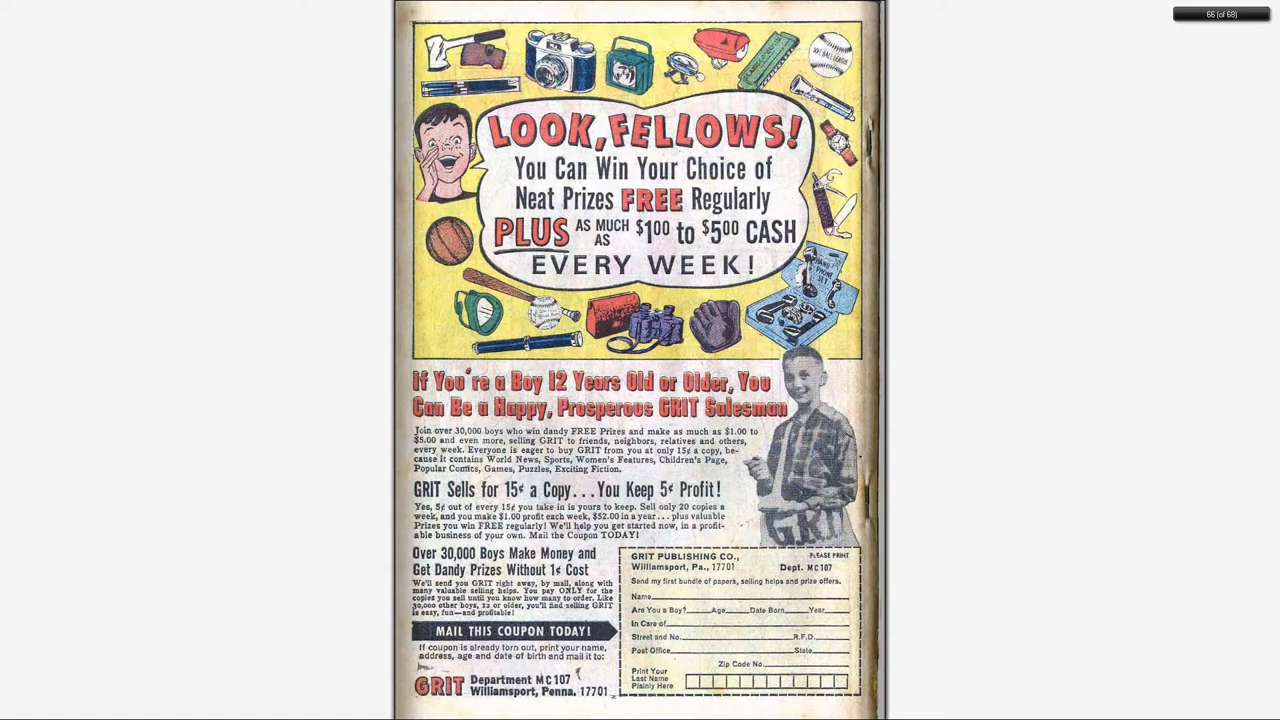 66 (of 68)
SOFT BALL LEAGUE
LOOK, FELLOWS!
You Can Win Your Choice of
Neat Prizes FREE Regularly
PLUS AS MUCH AS $1.00 to $5.00 CASH
EVERY WEEK!
If You're a Boy 12 Years Old or Older, You
Can Be a Happy, Prosperous GRIT Salesman
Join over 30,000 boys who win dandy FREE Prizes and make as much as $1.00 to
$5.00 and even more, selling GRIT to friends, neighbors, relatives and others,
every week. Everyone is eager to buy GRIT from you at only 15¢ a copy, be-
cause it contains World News, Sports, Women's Features, Children's Page,
Popular Comics, Games, Puzzles, Exciting Fiction.
GRIT Sells for 15¢ a Copy...You Keep 5¢ Profit!
Yes, 5¢ out of every 15¢ you take in is yours to keep. Sell only 20 copies a
week, and you make $1.00 profit each week, $52.00 in a year... plus valuable
Prizes you win FREE regularly! We'll help you get started now, in a profit-
able business of your own. Mail the Coupon TODAY!
GRIT
Over 30,000 Boys Make Money and
Get Dandy Prizes Without 1¢ Cost
We'll send you GRIT right away, by mail, along with
many valuable selling helps. You pay ONLY for the
copies you sell until you know how many to order. Like
30,000 other boys, 12 or older, you'll find selling GRIT
is easy, fun—and profitable!
MAIL THIS COUPON TODAY!
If coupon is already torn out, print your name,
address, age and date of birth and mail it to:
GRIT Department MC107
Williamsport, Penna. 17701
GRIT PUBLISHING CO., PLEASE PRINT
Williamsport, Pa., 17701 Dept. MC107
Send my first bundle of papers, selling helps and prize offers.
Name
Are You a Boy? Age Date Born Year
In Care of
Street and No. R.F.D.
Post Office State
Zip Code No.
Print Your
Last Name
Plainly Here